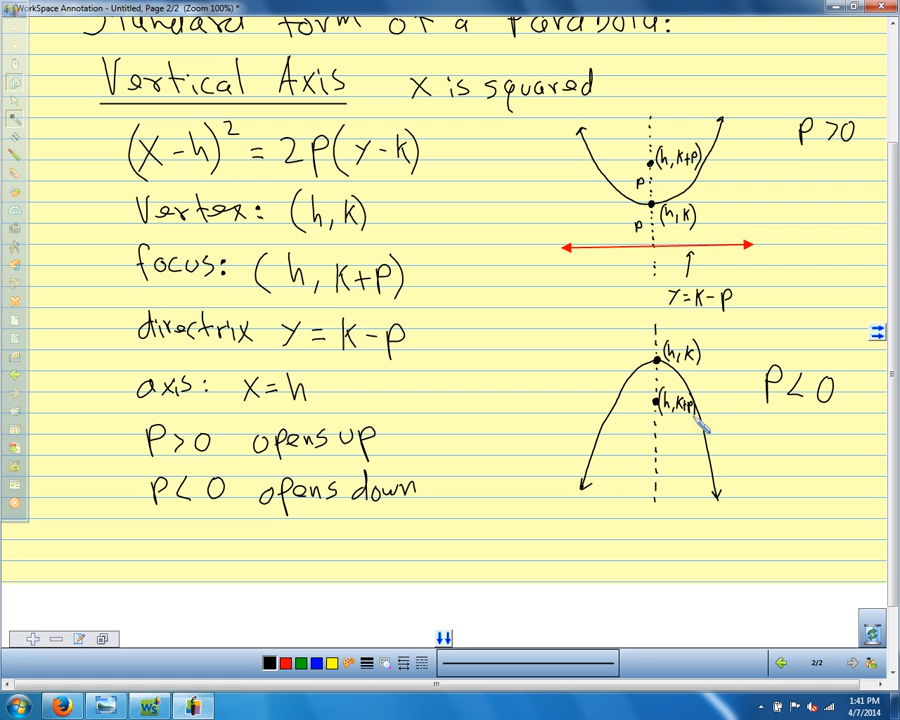 WorkSpace Annotation - Untitled, Page 2/2 (Zoom 100%) *
Standard form of a Parabola:
Vertical Axis x is squared
(x-h)² = 2p(y-k)
Vertex: (h, k)
focus: (h, k+p)
directrix y = k-p
axis: x=h
p>0 opens up
p<0 opens down
p>0
(h, k+p)
p
(h, k)
p
y=k-p
(h, k)
p<0
(h, k+p)
2/2
1:41 PM
4/7/2014